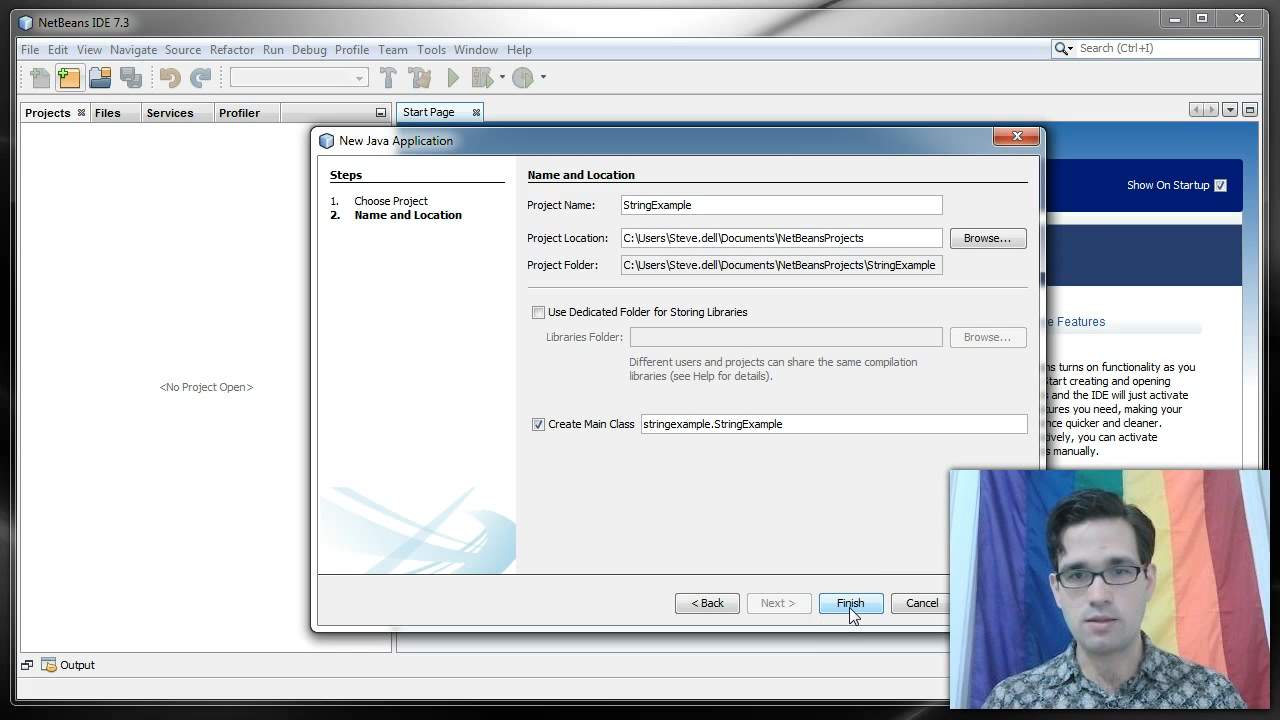 NetBeans IDE 7.3
File Edit View Navigate Source Refactor Run Debug Profile Team Tools Window Help
Search (Ctrl+I)
Projects Files Services Profiler
Start Page
New Java Application
Show On Startup
Steps
1. Choose Project
2. Name and Location
Name and Location
Project Name: StringExample
Project Location: C:\Users\Steve.dell\Documents\NetBeansProjects Browse...
Project Folder: C:\Users\Steve.dell\Documents\NetBeansProjects\StringExample
Use Dedicated Folder for Storing Libraries
Libraries Folder: Browse...
Different users and projects can share the same compilation
libraries (see Help for details).
Create Main Class stringexample.StringExample
< Back Next > Finish Cancel
<No Project Open>
e Features
ns turns on functionality as you
tart creating and opening
s and the IDE will just activate
tures you need, making your
nce quicker and cleaner.
tively, you can activate
s manually.
Output